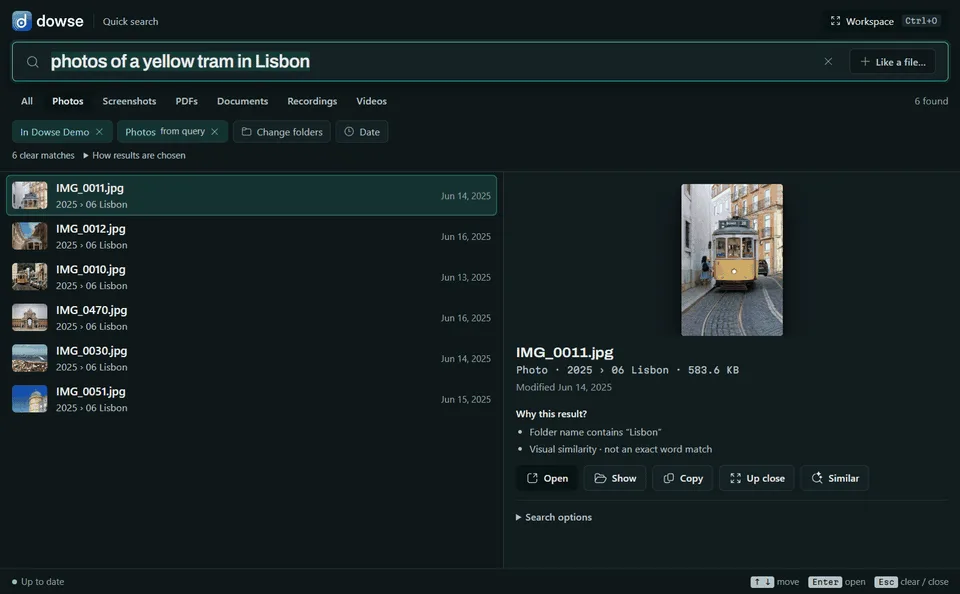 dowse Quick search Workspace Ctrl+O
photos of a yellow tram in Lisbon
Like a file...
All Photos Screenshots PDFs Documents Recordings Videos 6 found
In Dowse Demo Photos from query Change folders Date
6 clear matches How results are chosen
IMG_0011.jpg
2025 › 06 Lisbon
Jun 14, 2025
IMG_0012.jpg
2025 › 06 Lisbon
Jun 16, 2025
IMG_0010.jpg
2025 › 06 Lisbon
Jun 13, 2025
IMG_0470.jpg
2025 › 06 Lisbon
Jun 16, 2025
IMG_0030.jpg
2025 › 06 Lisbon
Jun 14, 2025
IMG_0051.jpg
2025 › 06 Lisbon
Jun 15, 2025
IMG_0011.jpg
Photo · 2025 › 06 Lisbon · 583.6 KB
Modified Jun 14, 2025
Why this result?
• Folder name contains “Lisbon”
• Visual similarity · not an exact word match
Open Show Copy Up close Similar
Search options
Up to date
↑ ↓ move Enter open Esc clear / close